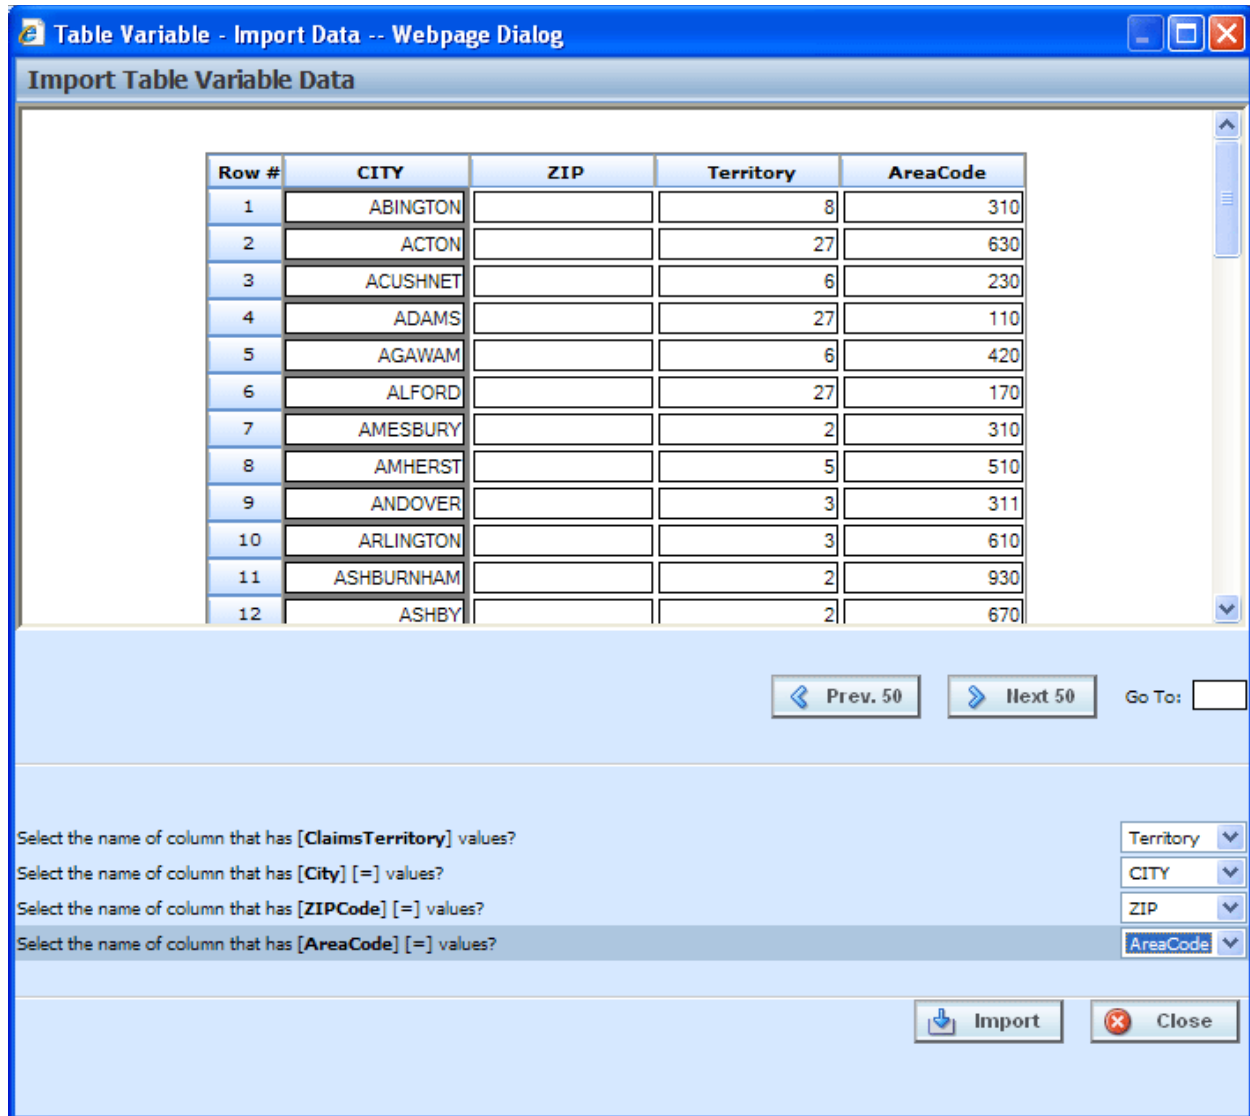 Table Variable - Import Data -- Webpage Dialog
Import Table Variable Data
Row # CITY ZIP Territory AreaCode
1 ABINGTON 8 310
2 ACTON 27 630
3 ACUSHNET 6 230
4 ADAMS 27 110
5 AGAWAM 6 420
6 ALFORD 27 170
7 AMESBURY 2 310
8 AMHERST 5 510
9 ANDOVER 3 311
10 ARLINGTON 3 610
11 ASHBURNHAM 2 930
12 ASHBY 2 670
Prev. 50 Next 50 Go To:
Select the name of column that has [ClaimsTerritory] values? Territory
Select the name of column that has [City] [=] values? CITY
Select the name of column that has [ZIPCode] [=] values? ZIP
Select the name of column that has [AreaCode] [=] values? AreaCode
Import Close